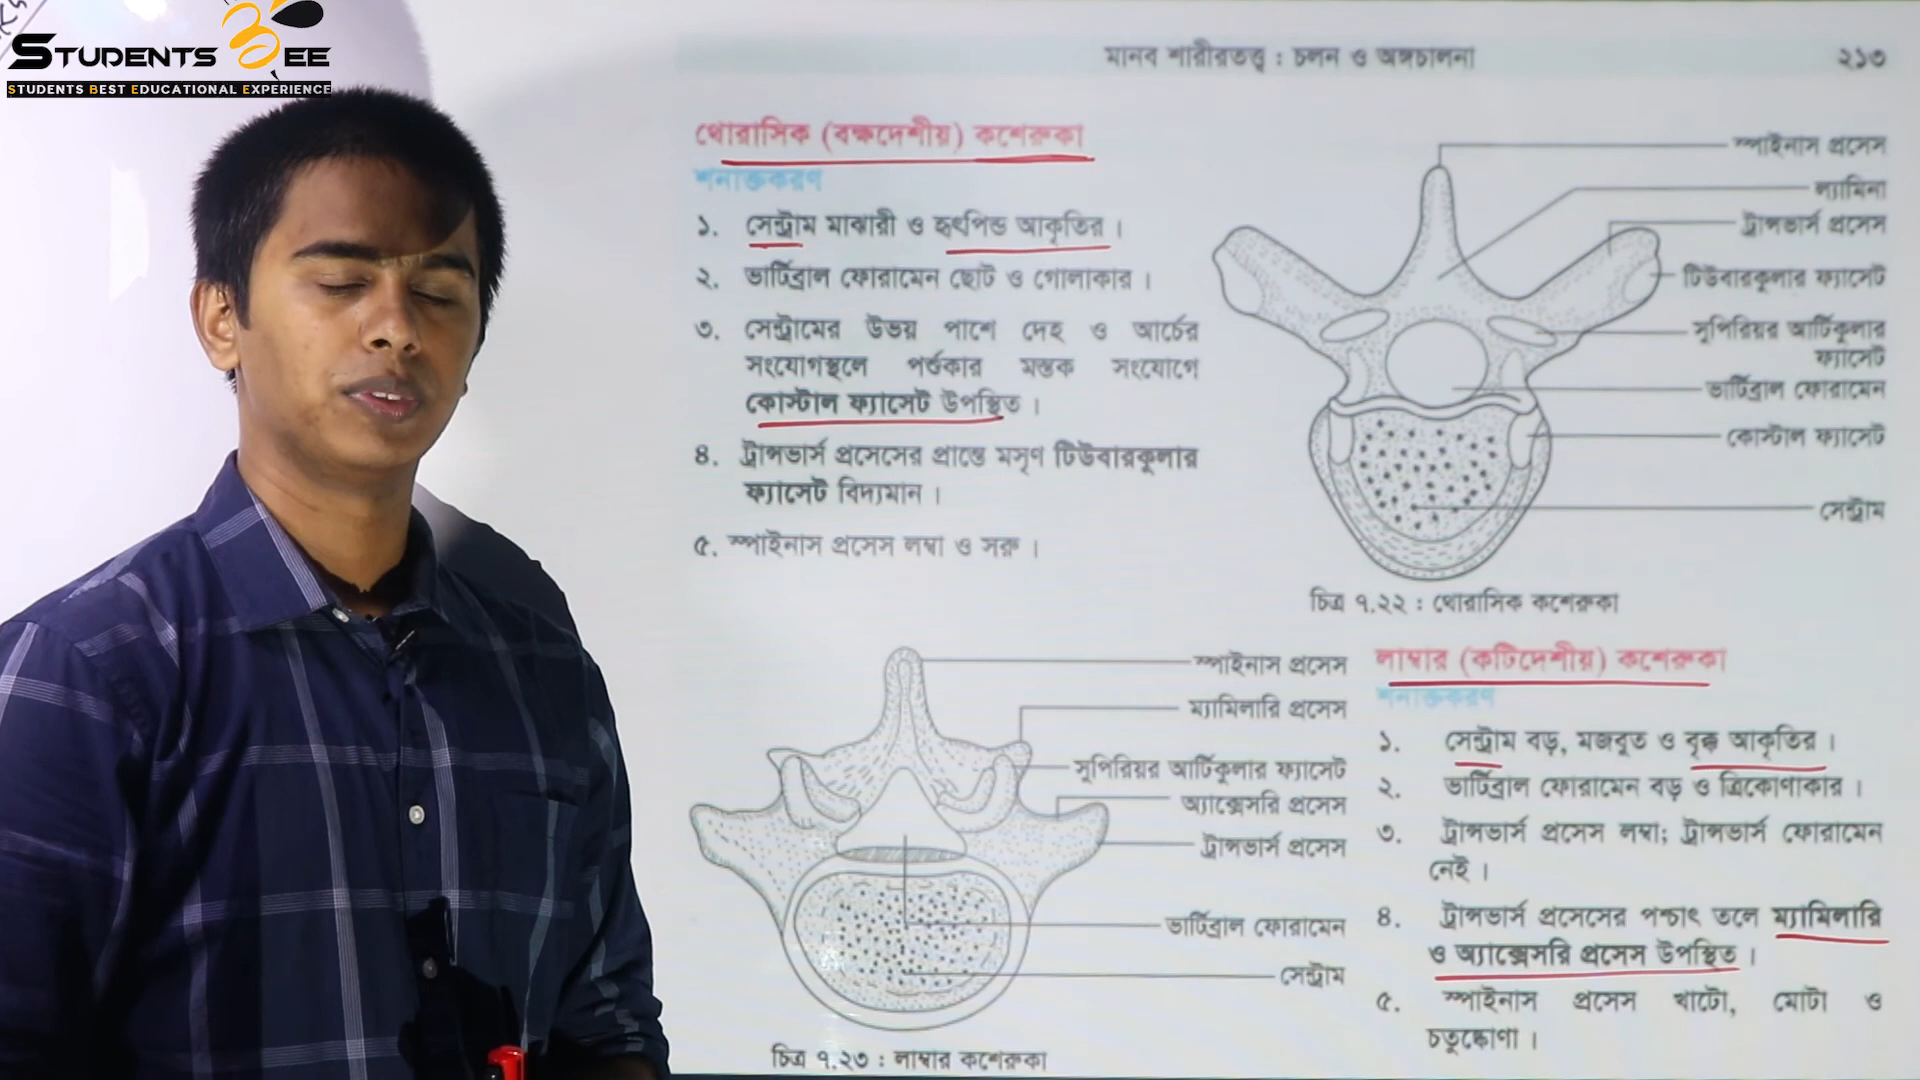 STUDENTS BEE
STUDENTS BEST EDUCATIONAL EXPERIENCE
মানব শারীরতত্ত্ব : চলন ও অঙ্গচালনা
২১৩
থোরাসিক (বক্ষদেশীয়) কশেরুকা
শনাক্তকরণ
১. সেন্ট্রাম মাঝারী ও হৃৎপিন্ড আকৃতির ।
২. ভার্টিব্রাল ফোরামেন ছোট ও গোলাকার ।
৩. সেন্ট্রামের উভয় পাশে দেহ ও আর্চের
সংযোগস্থলে পর্শুকার মস্তক সংযোগে
কোস্টাল ফ্যাসেট উপস্থিত ।
৪. ট্রান্সভার্স প্রসেসের প্রান্তে মসৃণ টিউবারকুলার
ফ্যাসেট বিদ্যমান ।
৫. স্পাইনাস প্রসেস লম্বা ও সরু ।
স্পাইনাস প্রসেস
ল্যামিনা
ট্রান্সভার্স প্রসেস
টিউবারকুলার ফ্যাসেট
সুপিরিয়র আর্টিকুলার
ফ্যাসেট
ভার্টিব্রাল ফোরামেন
কোস্টাল ফ্যাসেট
সেন্ট্রাম
চিত্র ৭.২২ : থোরাসিক কশেরুকা
স্পাইনাস প্রসেস
ম্যামিলারি প্রসেস
সুপিরিয়র আর্টিকুলার ফ্যাসেট
অ্যাক্সেসরি প্রসেস
ট্রান্সভার্স প্রসেস
ভার্টিব্রাল ফোরামেন
সেন্ট্রাম
চিত্র ৭.২৩ : লাম্বার কশেরুকা
লাম্বার (কটিদেশীয়) কশেরুকা
শনাক্তকরণ
১. সেন্ট্রাম বড়, মজবুত ও বৃক্ক আকৃতির ।
২. ভার্টিব্রাল ফোরামেন বড় ও ত্রিকোণাকার ।
৩. ট্রান্সভার্স প্রসেস লম্বা; ট্রান্সভার্স ফোরামেন
নেই ।
৪. ট্রান্সভার্স প্রসেসের পশ্চাৎ তলে ম্যামিলারি
ও অ্যাক্সেসরি প্রসেস উপস্থিত ।
৫. স্পাইনাস প্রসেস খাটো, মোটা ও
চতুষ্কোণা ।